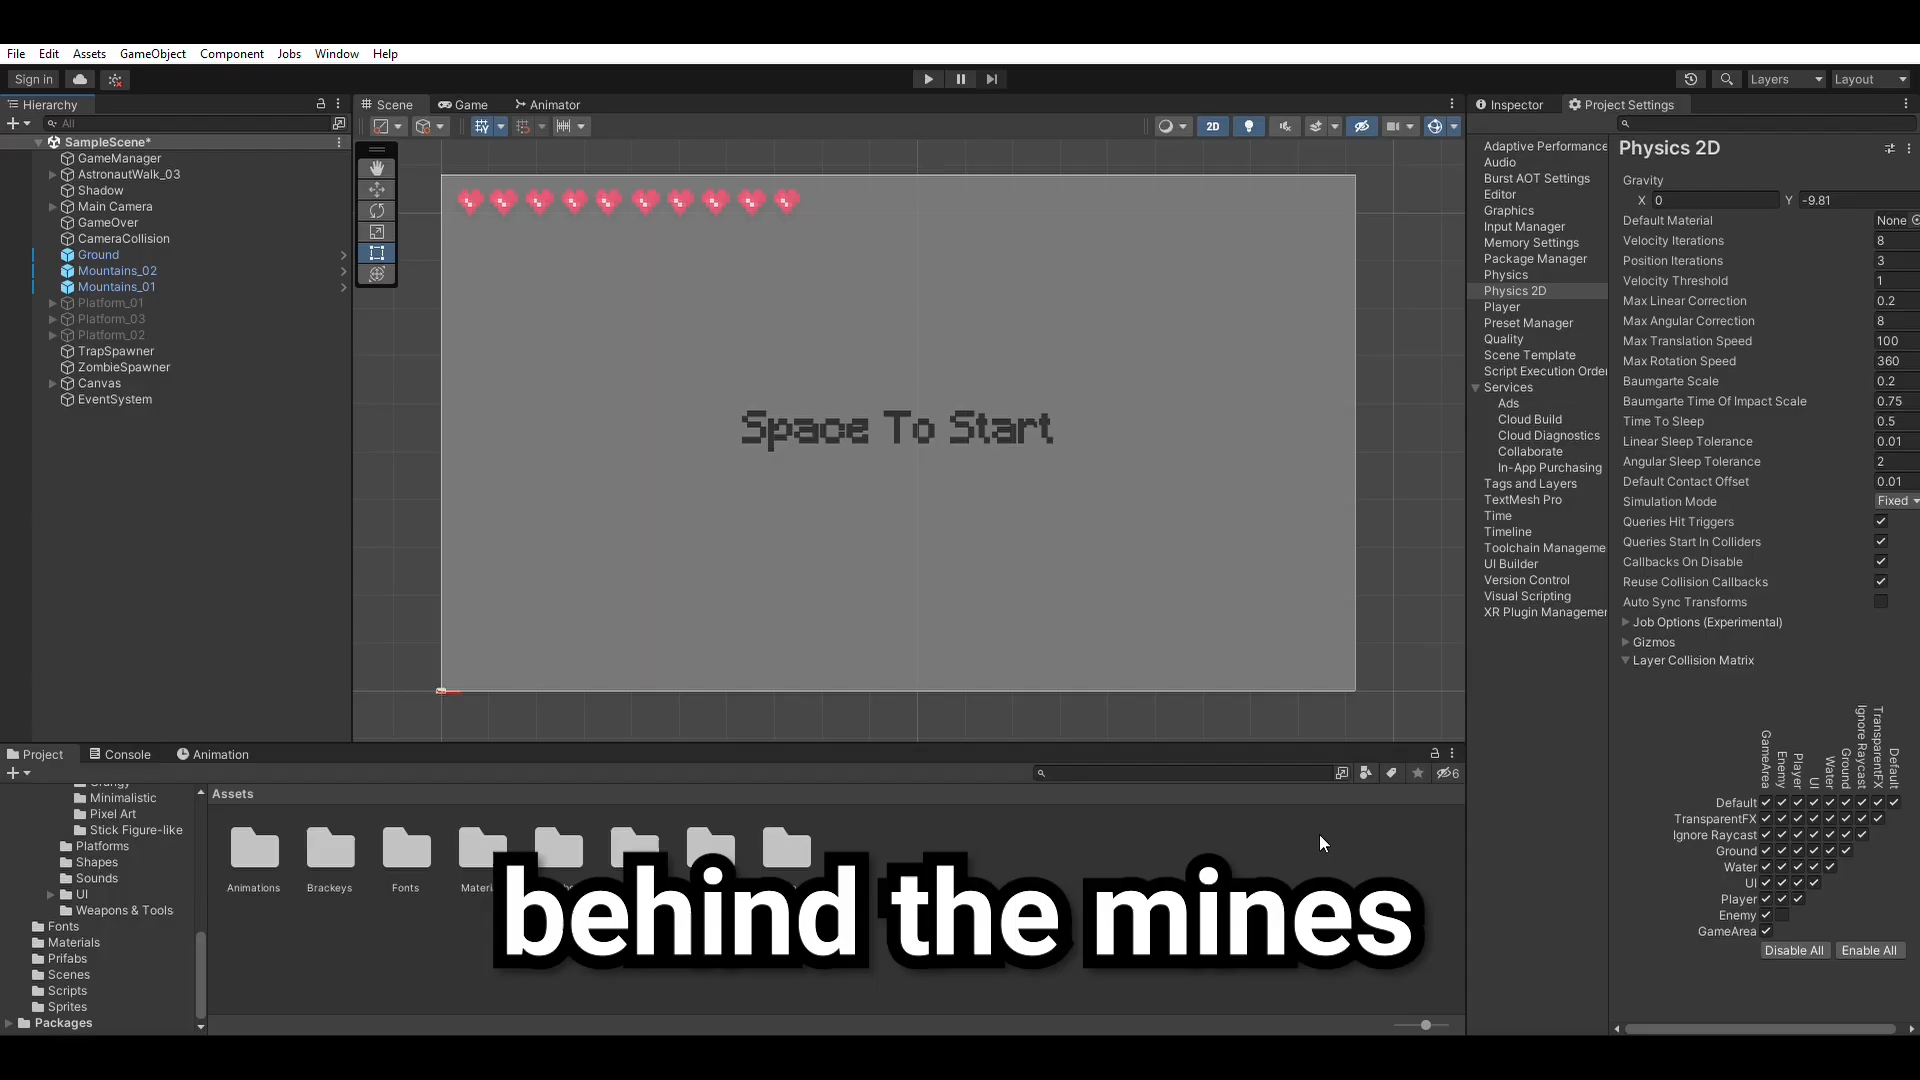 File Edit Assets GameObject Component Jobs Window Help
Sign in Layers Layout
Hierarchy
All
SampleScene*
GameManager
AstronautWalk_03
Shadow
Main Camera
GameOver
CameraCollision
Ground
Mountains_02
Mountains_01
Platform_01
Platform_03
Platform_02
TrapSpawner
ZombieSpawner
Canvas
EventSystem
Scene Game Animator
2D
Space To Start
Inspector Project Settings
Adaptive Performance
Audio
Burst AOT Settings
Editor
Graphics
Input Manager
Memory Settings
Package Manager
Physics
Physics 2D
Player
Preset Manager
Quality
Scene Template
Script Execution Order
Services
Ads
Cloud Build
Cloud Diagnostics
Collaborate
In-App Purchasing
Tags and Layers
TextMesh Pro
Time
Timeline
Toolchain Manageme
UI Builder
Version Control
Visual Scripting
XR Plugin Managemer
Physics 2D
Gravity
X 0 Y -9.81
Default Material None
Velocity Iterations 8
Position Iterations 3
Velocity Threshold 1
Max Linear Correction 0.2
Max Angular Correction 8
Max Translation Speed 100
Max Rotation Speed 360
Baumgarte Scale 0.2
Baumgarte Time Of Impact Scale 0.75
Time To Sleep 0.5
Linear Sleep Tolerance 0.01
Angular Sleep Tolerance 2
Default Contact Offset 0.01
Simulation Mode Fixed
Queries Hit Triggers
Queries Start In Colliders
Callbacks On Disable
Reuse Collision Callbacks
Auto Sync Transforms
Job Options (Experimental)
Gizmos
Layer Collision Matrix
GameArea
Enemy
Player
UI
Water
Ground
Ignore Raycast
TransparentFX
Default
Default
TransparentFX
Ignore Raycast
Ground
Water
UI
Player
Enemy
GameArea
Disable All Enable All
Project Console Animation
6
Minimalistic
Pixel Art
Stick Figure-like
Platforms
Shapes
Sounds
UI
Weapons & Tools
Fonts
Materials
Prifabs
Scenes
Scripts
Sprites
Packages
Assets
Animations Brackeys Fonts
behind the mines